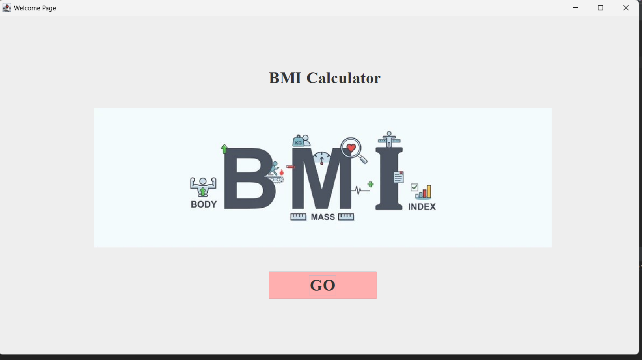 Welcome Page
BMI Calculator
BMI
BODY
MASS
INDEX
GO